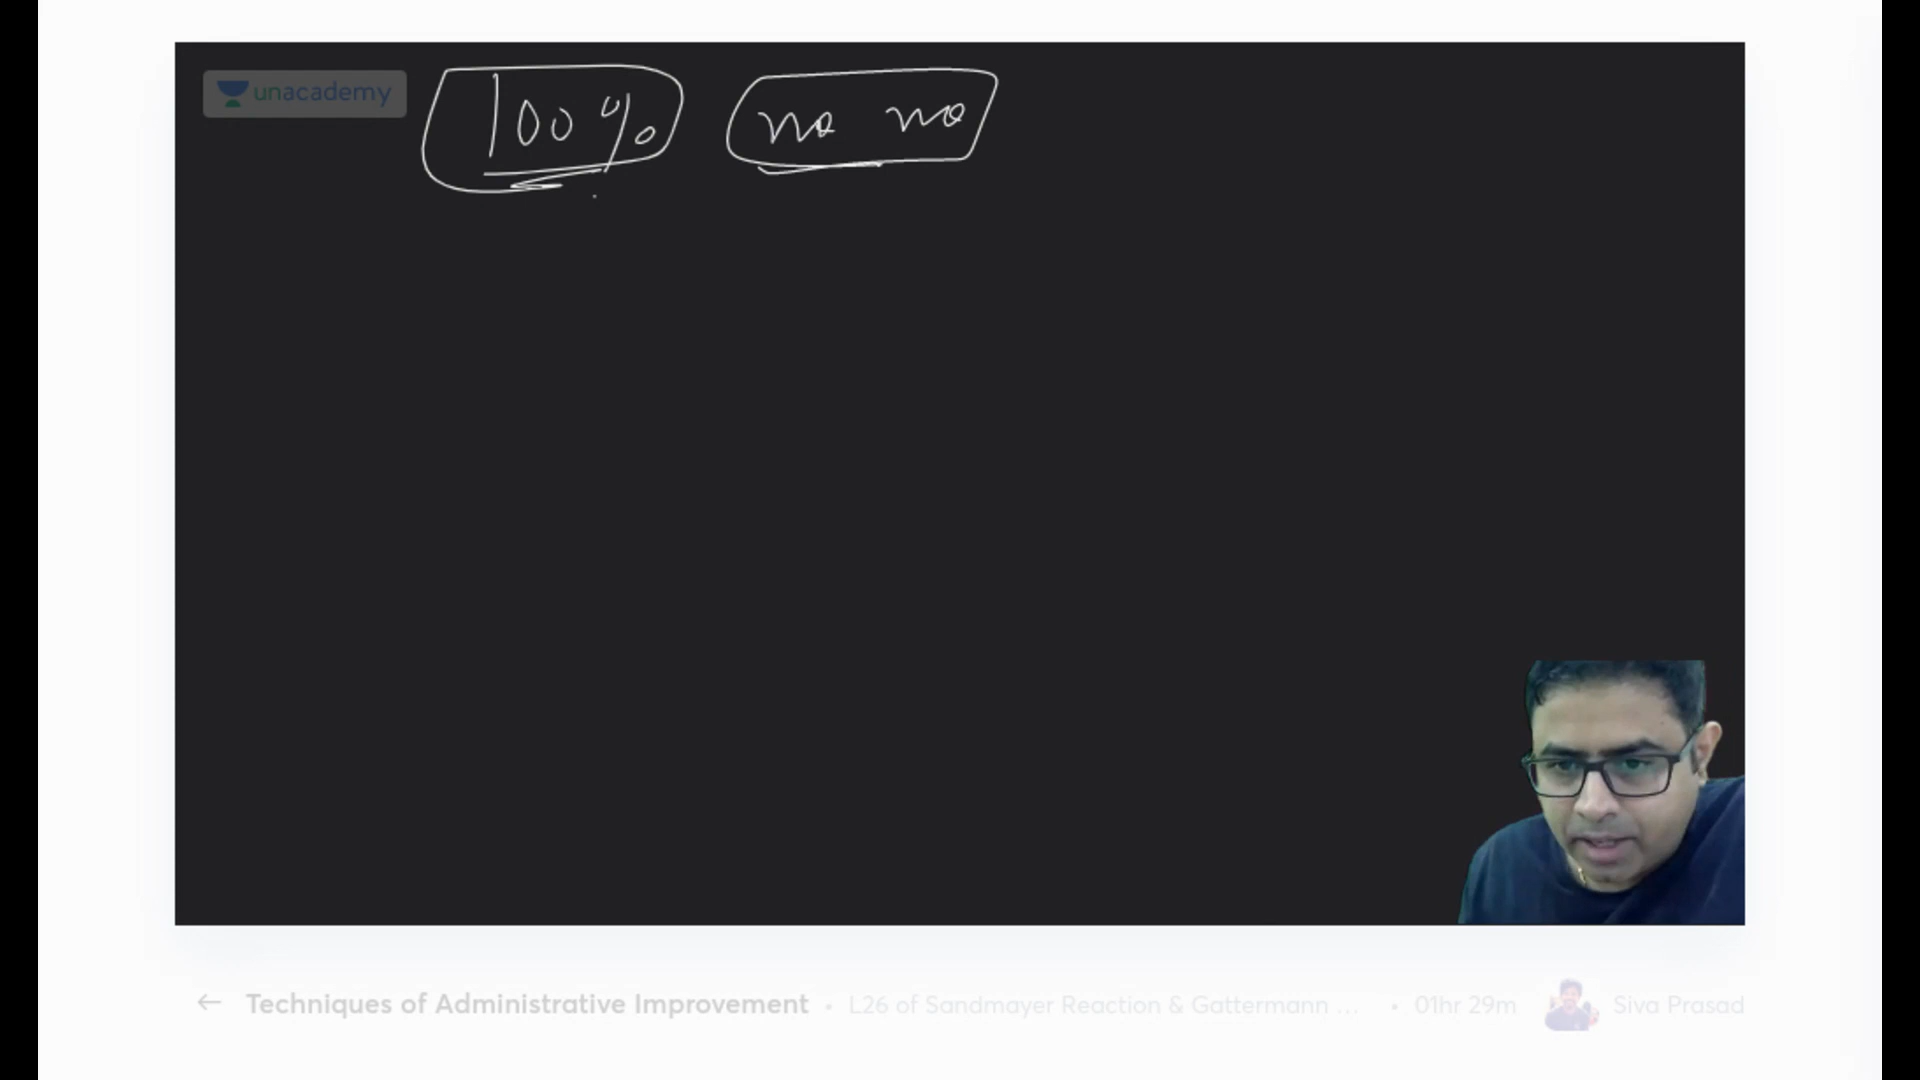 unacademy
100% no no
← Techniques of Administrative Improvement • L26 of Sandmayer Reaction & Gattermann ... • 01hr 29m Siva Prasad